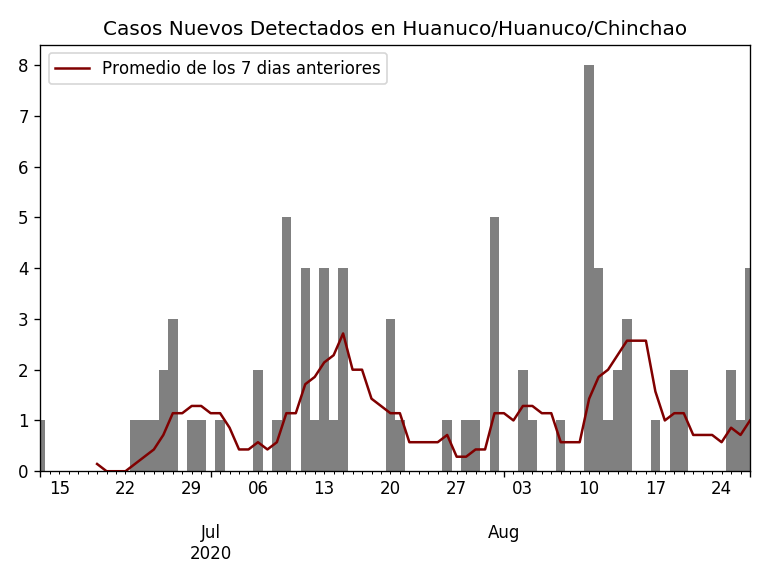 Casos Nuevos Detectados en Huanuco/Huanuco/Chinchao
Promedio de los 7 dias anteriores
8
7
6
5
4
3
2
1
0
15 22 29 06 13 20 27 03 10 17 24
Jul Aug
2020